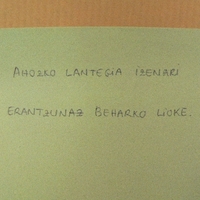 AHOZKO LANTEGIA IZENARI
ERANTZUNAZ BEHARKO LIOKE.